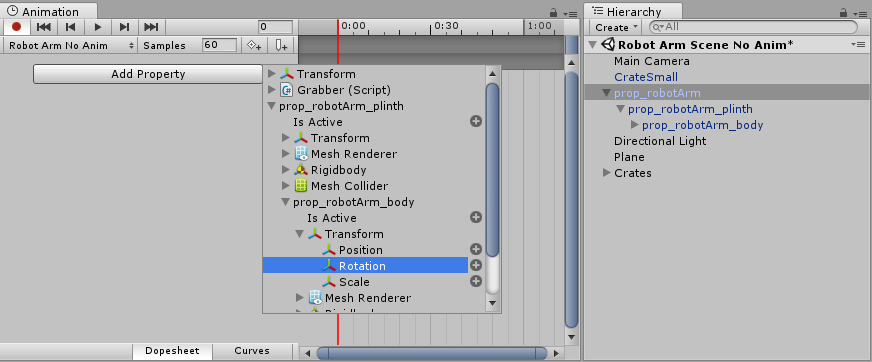 Animation
0
0:00
0:30
1:00
Robot Arm No Anim
Samples
60
Add Property
Transform
Grabber (Script)
prop_robotArm_plinth
Is Active
Transform
Mesh Renderer
Rigidbody
Mesh Collider
prop_robotArm_body
Is Active
Transform
Position
Rotation
Scale
Mesh Renderer
Dopesheet
Curves
Hierarchy
Create
All
Robot Arm Scene No Anim*
Main Camera
CrateSmall
prop_robotArm
prop_robotArm_plinth
prop_robotArm_body
Directional Light
Plane
Crates